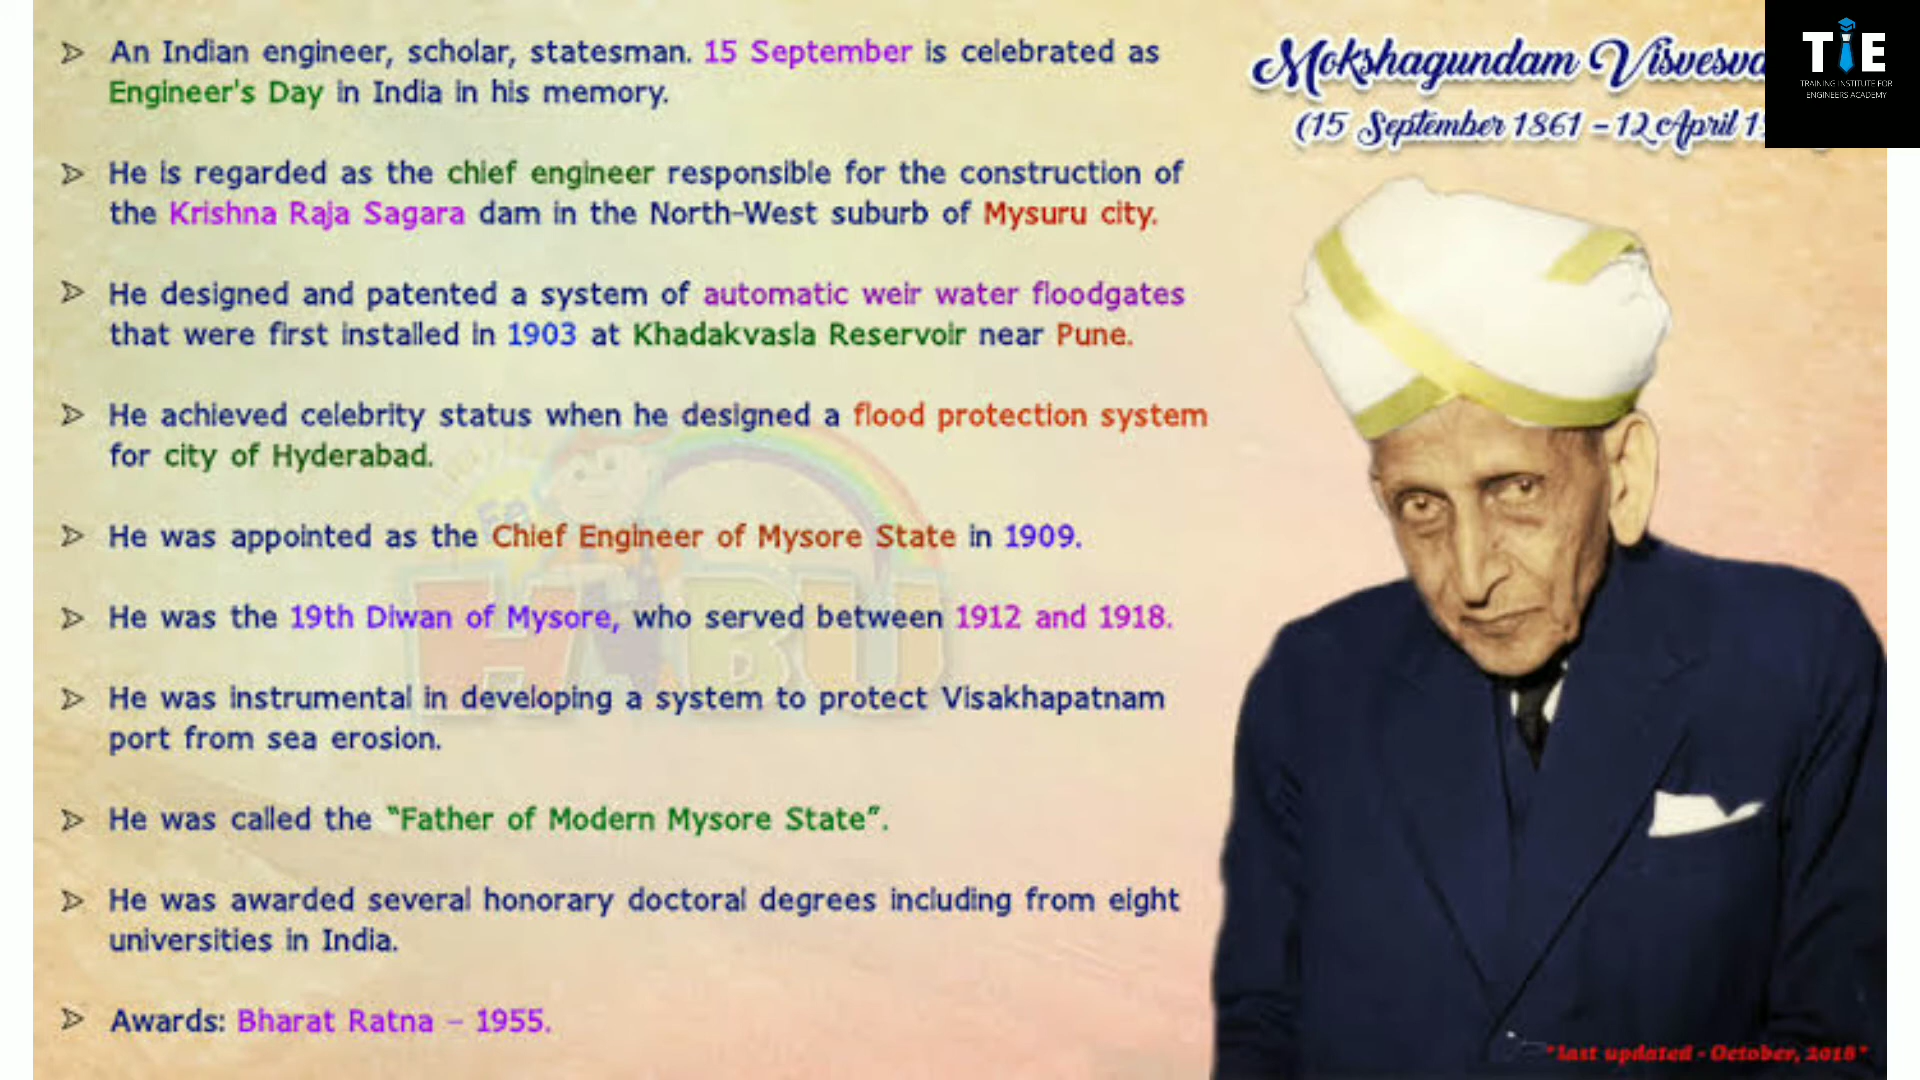 An Indian engineer, scholar, statesman. 15 September is celebrated as
Engineer's Day in India in his memory.
He is regarded as the chief engineer responsible for the construction of
the Krishna Raja Sagara dam in the North-West suburb of Mysuru city.
He designed and patented a system of automatic weir water floodgates
that were first installed in 1903 at Khadakvasla Reservoir near Pune.
He achieved celebrity status when he designed a flood protection system
for city of Hyderabad.
He was appointed as the Chief Engineer of Mysore State in 1909.
He was the 19th Diwan of Mysore, who served between 1912 and 1918.
He was instrumental in developing a system to protect Visakhapatnam
port from sea erosion.
He was called the “Father of Modern Mysore State”.
He was awarded several honorary doctoral degrees including from eight
universities in India.
Awards: Bharat Ratna – 1955.
Mokshagundam
(15 September 1861 – 12 April
TiE
TRAINING INSTITUTE FOR
ENGINEERS ACADEMY
HABU
*last updated - October, 2018*